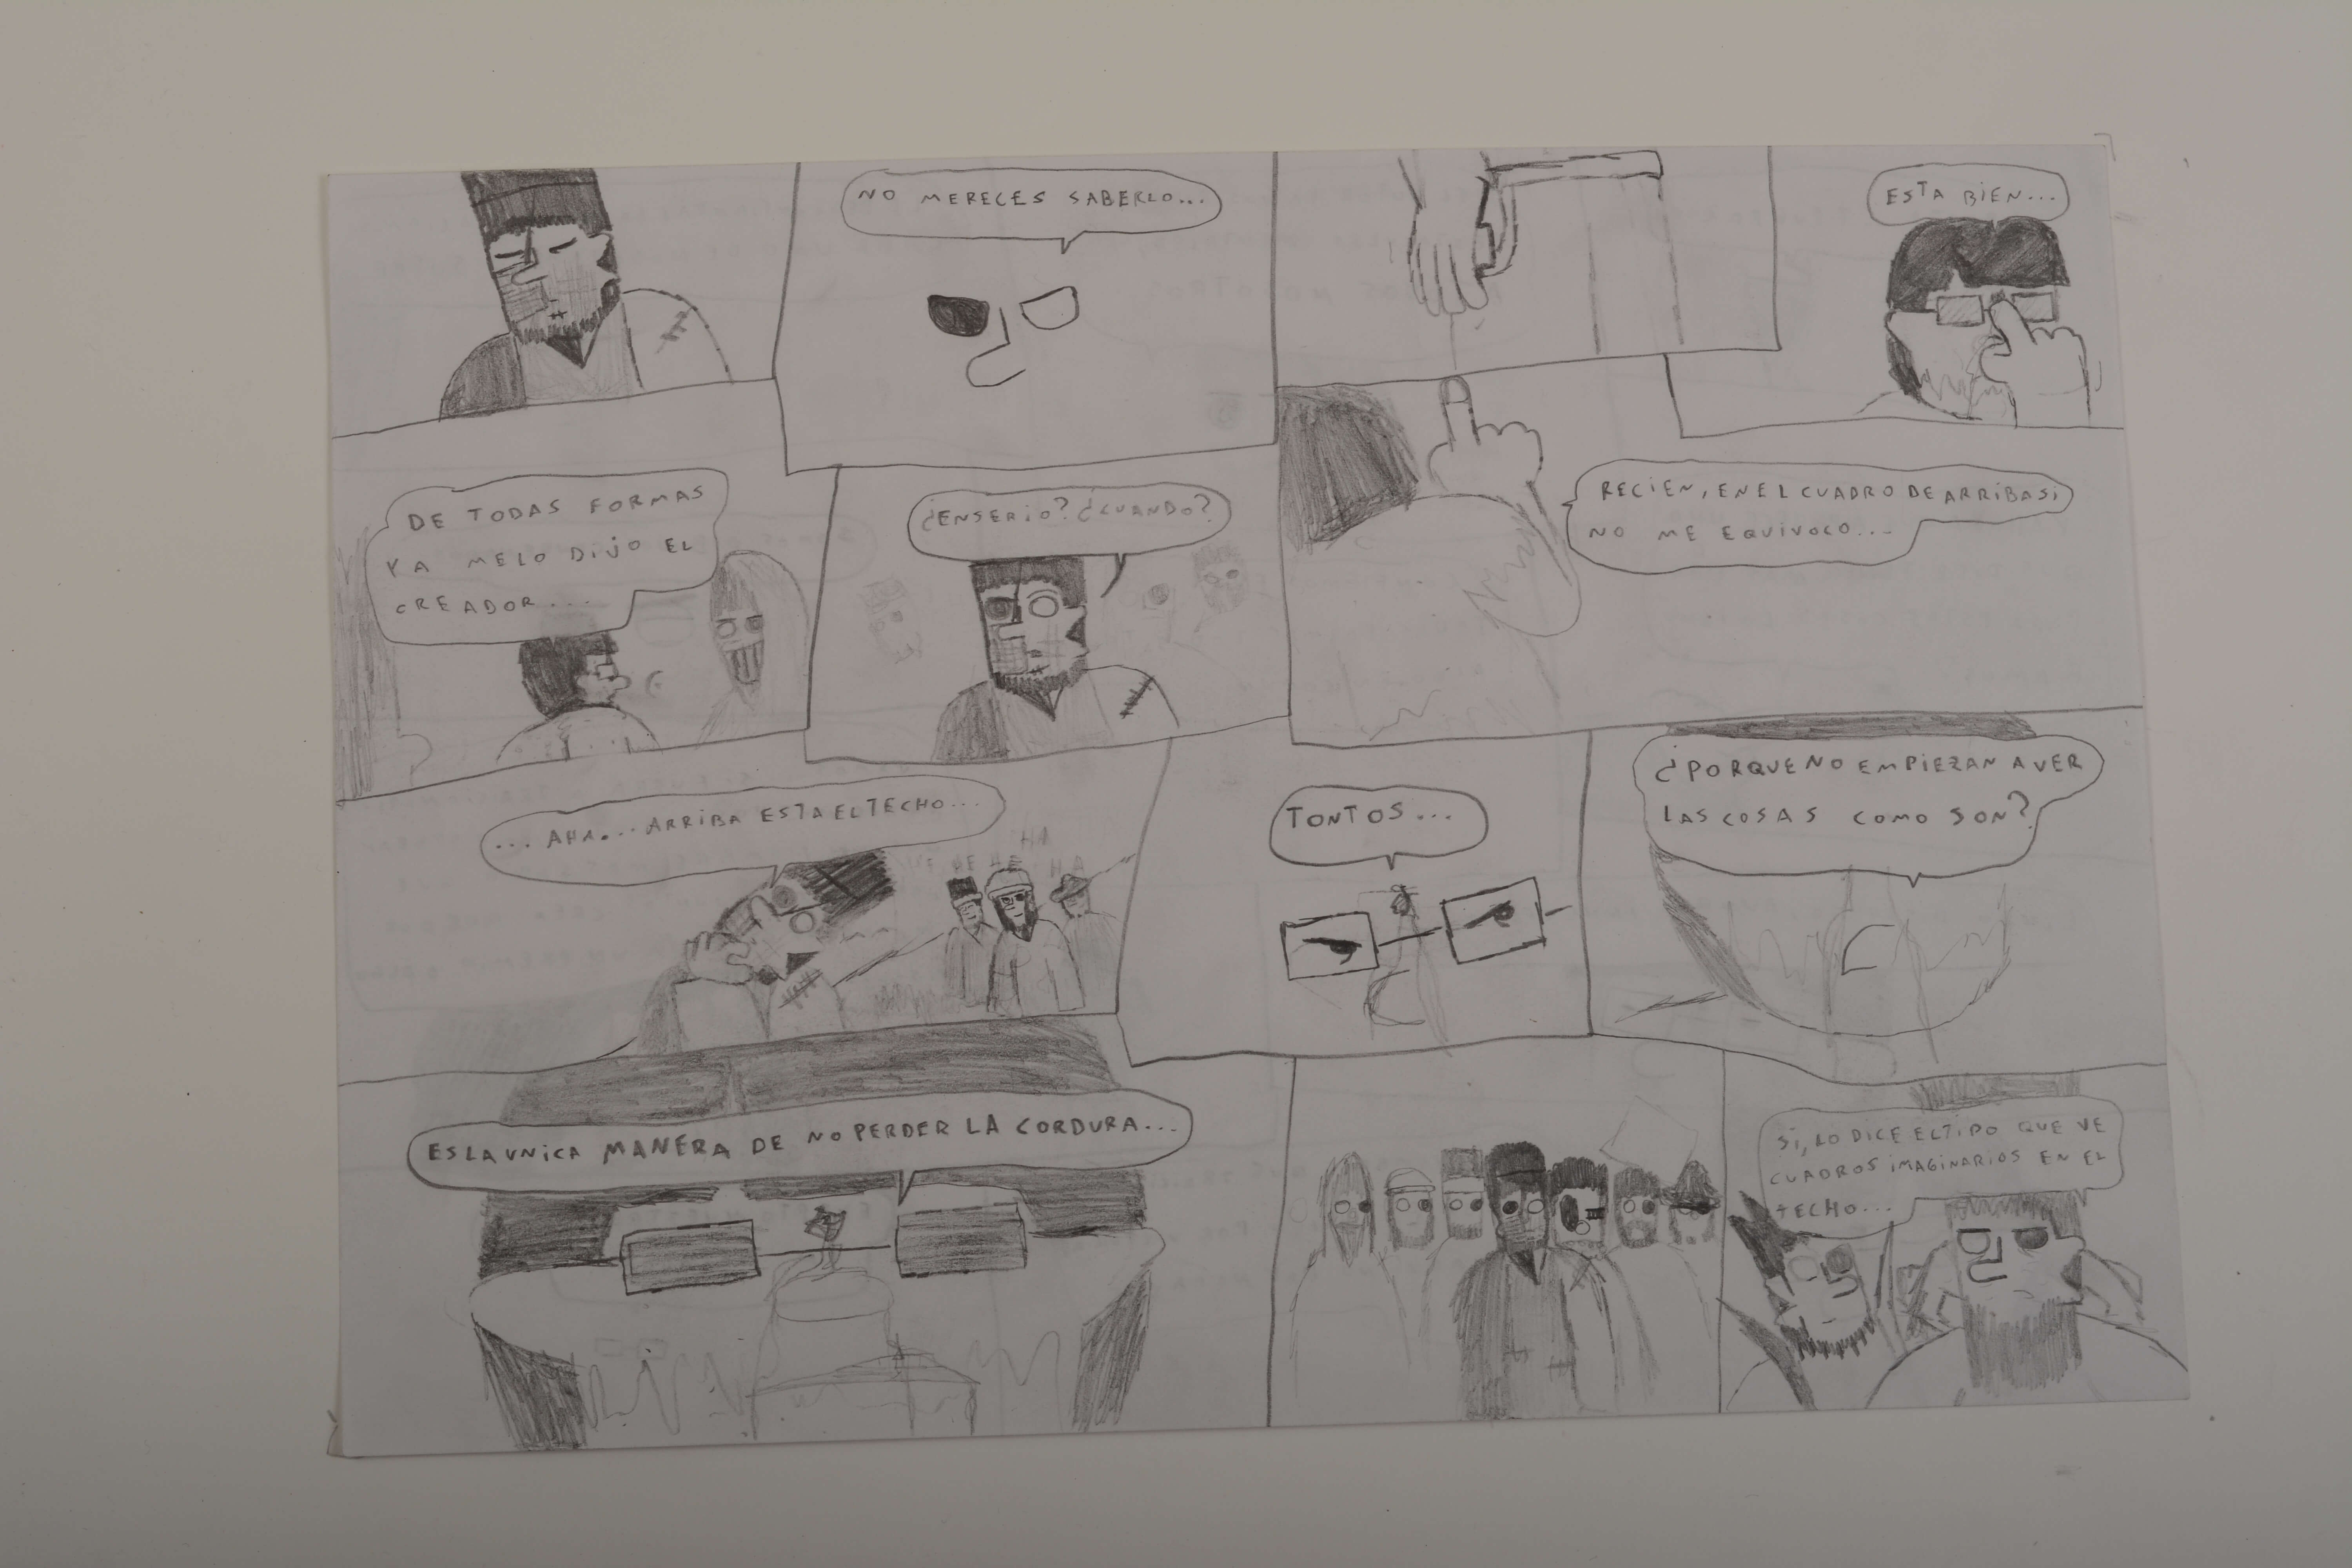 NO MERECES SABERLO...
ESTA BIEN...
DE TODAS FORMAS
YA MELO DIJO EL
CREADOR...
¿ENSERIO? ¿CUANDO?
RECIEN, EN EL CUADRO DE ARRIBA SI
NO ME EQUIVOCO...
... AHA... ARRIBA ESTA EL TECHO...
HA
TONTOS...
¿PORQUE NO EMPIEZAN A VER
LAS COSAS COMO SON?
ES LA UNICA MANERA DE NO PERDER LA CORDURA...
SI, LO DICE EL TIPO QUE VE
CUADROS IMAGINARIOS EN EL
TECHO...